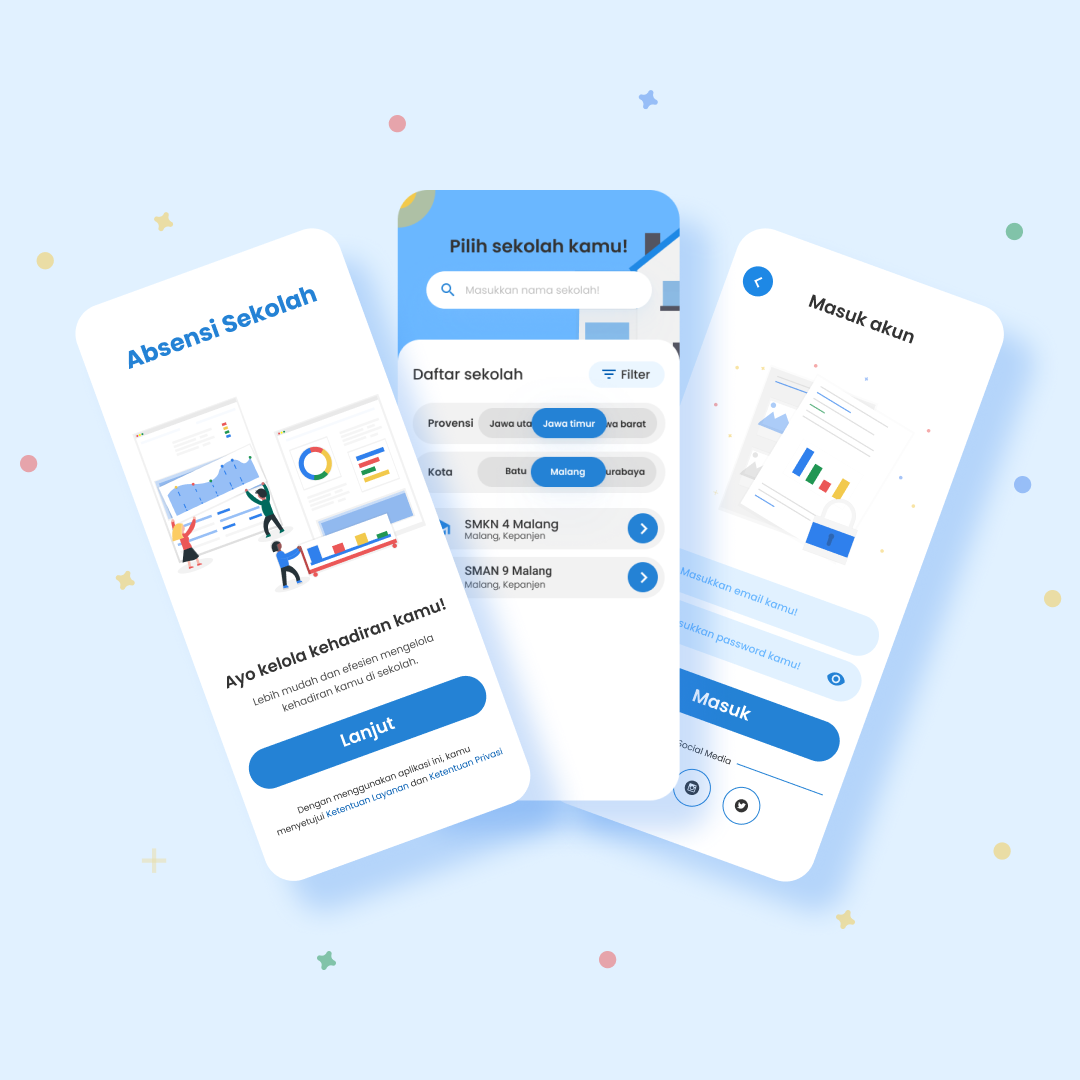 Absensi Sekolah
Ayo kelola kehadiran kamu!
Lebih mudah dan efesien mengelola
kehadiran kamu di sekolah.
Lanjut
Dengan menggunakan aplikasi ini, kamu
menyetujui Ketentuan Layanan dan Ketentuan Privasi
Pilih sekolah kamu!
Masukkan nama sekolah!
Daftar sekolah
Filter
Provensi
Jawa uta
Jawa timur
wa barat
Kota
Batu
Malang
urabaya
SMKN 4 Malang
Malang, Kepanjen
SMAN 9 Malang
Malang, Kepanjen
Masuk akun
Masukkan email kamu!
sukkan password kamu!
Masuk
Social Media